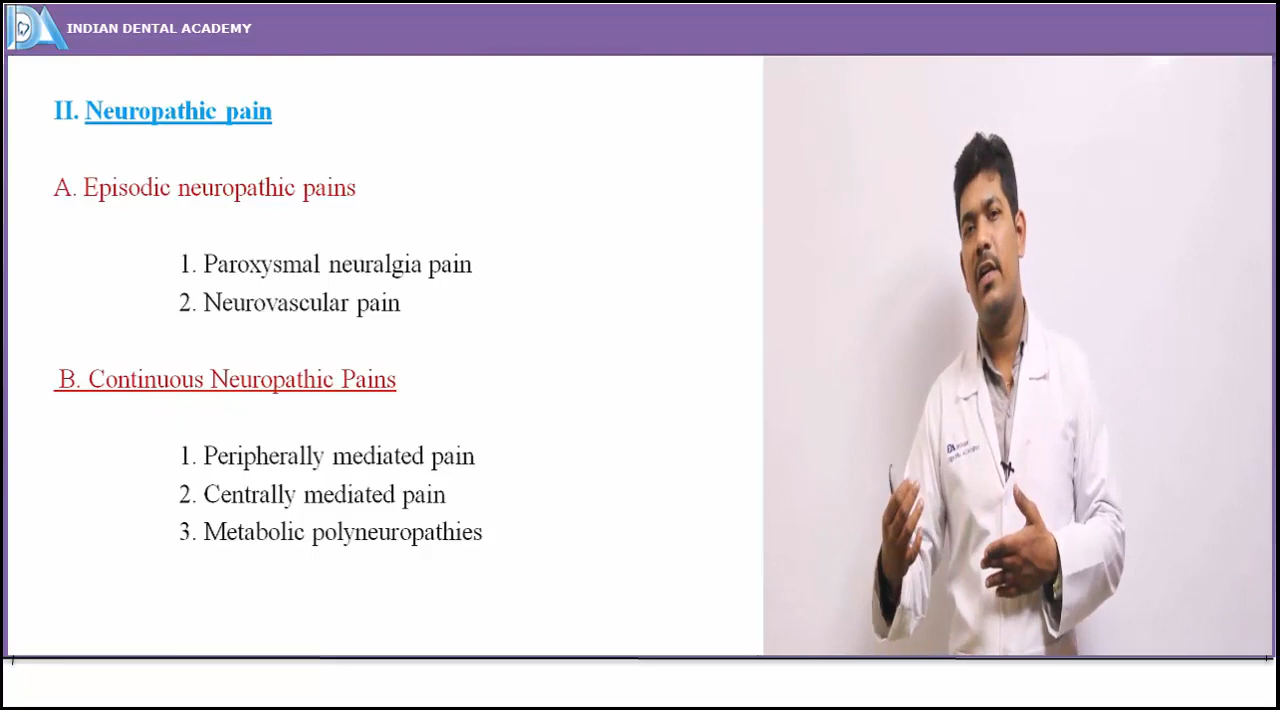 INDIAN DENTAL ACADEMY
II. Neuropathic pain
A. Episodic neuropathic pains
1. Paroxysmal neuralgia pain
2. Neurovascular pain
B. Continuous Neuropathic Pains
1. Peripherally mediated pain
2. Centrally mediated pain
3. Metabolic polyneuropathies